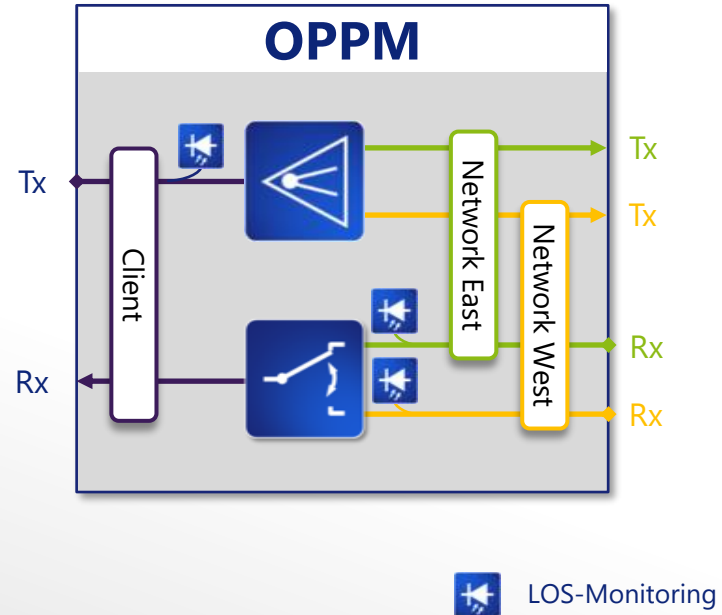 OPPM
Tx
Tx
Tx
Client
Network East
Network West
Rx
Rx
Rx
LOS-Monitoring